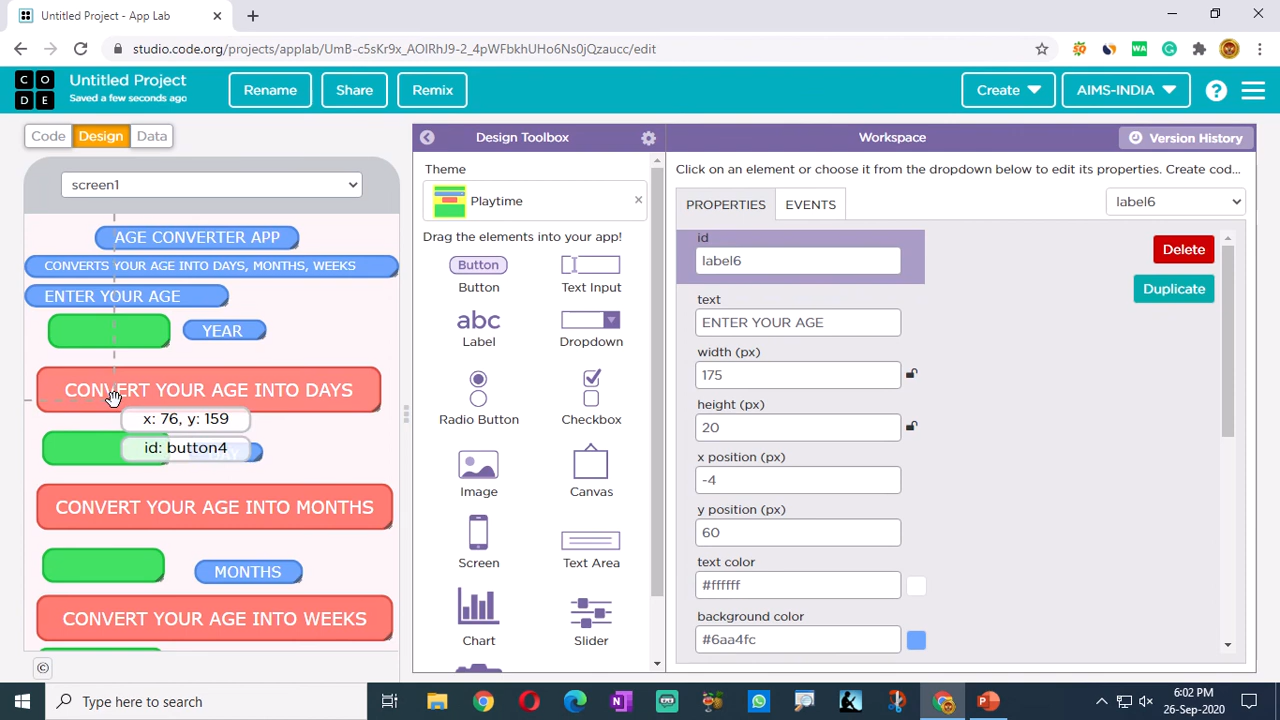 Untitled Project - App Lab
studio.code.org/projects/applab/UmB-c5sKr9x_AOlRhJ9-2_4pWFbkhUHo6Ns0jQzaucc/edit
C O
D E
Untitled Project
Saved a few seconds ago
Rename
Share
Remix
Create
AIMS-INDIA
?
Code
Design
Data
Design Toolbox
Workspace
Version History
screen1
AGE CONVERTER APP
CONVERTS YOUR AGE INTO DAYS, MONTHS, WEEKS
ENTER YOUR AGE
YEAR
CONVERT YOUR AGE INTO DAYS
x: 76, y: 159
id: button4
CONVERT YOUR AGE INTO MONTHS
MONTHS
CONVERT YOUR AGE INTO WEEKS
©
Theme
Playtime
Drag the elements into your app!
Button
Button
Text Input
abc
Label
Dropdown
Radio Button
Checkbox
Image
Canvas
Screen
Text Area
Chart
Slider
Click on an element or choose it from the dropdown below to edit its properties. Create cod...
PROPERTIES
EVENTS
label6
id
label6
Delete
Duplicate
text
ENTER YOUR AGE
width (px)
175
height (px)
20
x position (px)
-4
y position (px)
60
text color
#ffffff
background color
#6aa4fc
Type here to search
6:02 PM
26-Sep-2020